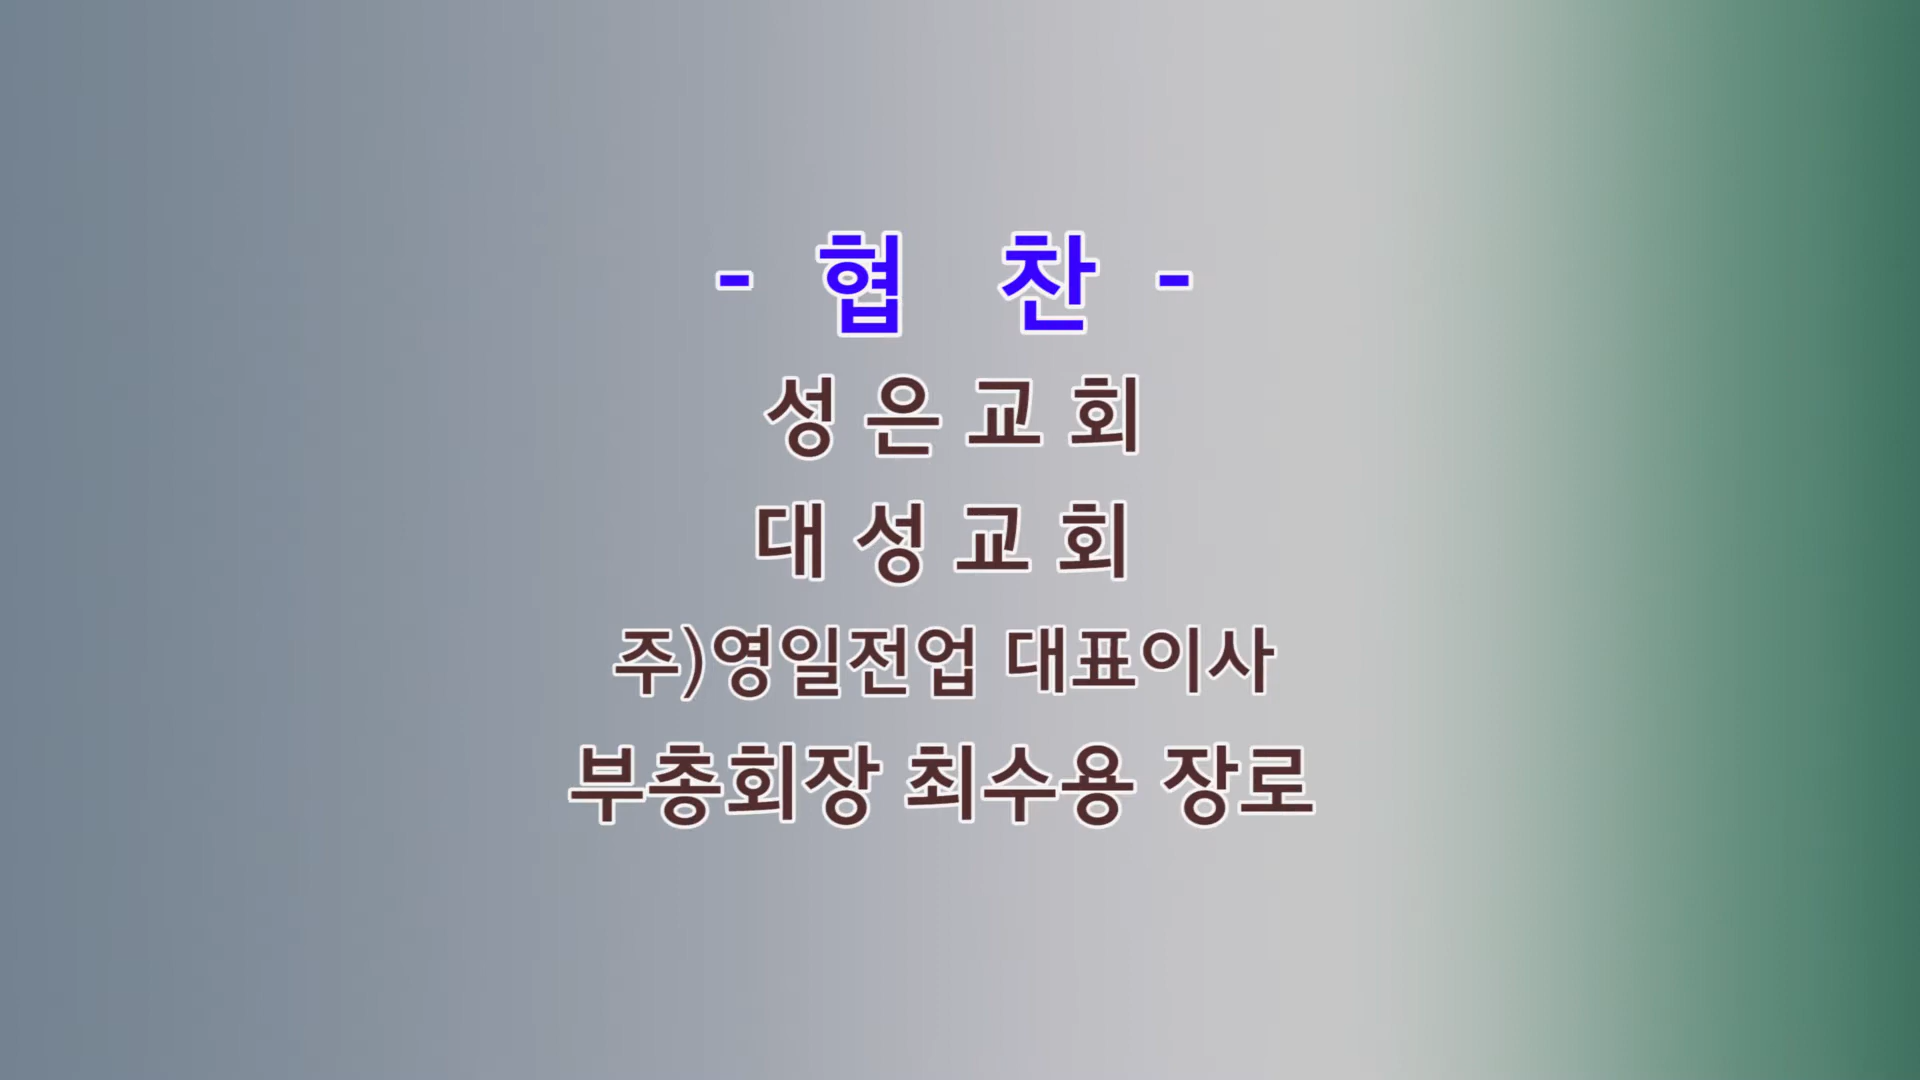 - 협 찬 -
성 은 교 회
대 성 교 회
주)영일전업 대표이사
부총회장 최수용 장로